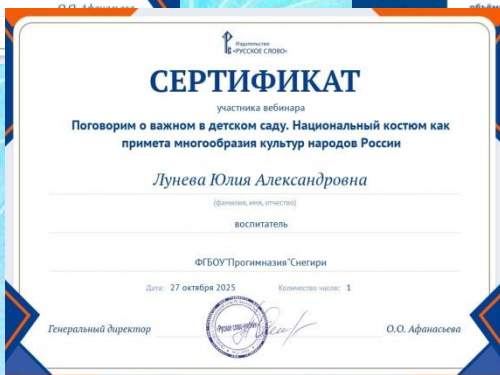 О.О. Афанасьева
Издательство
«РУССКОЕ СЛОВО»
СЕРТИФИКАТ
участника вебинара
Поговорим о важном в детском саду. Национальный костюм как
примета многообразия культур народов России
Лунева Юлия Александровна
(фамилия, имя, отчество)
воспитатель
ФГБОУ"Прогимназия"Снегири
Дата: 27 октября 2025 Количество часов: 1
Генеральный директор О.О. Афанасьева